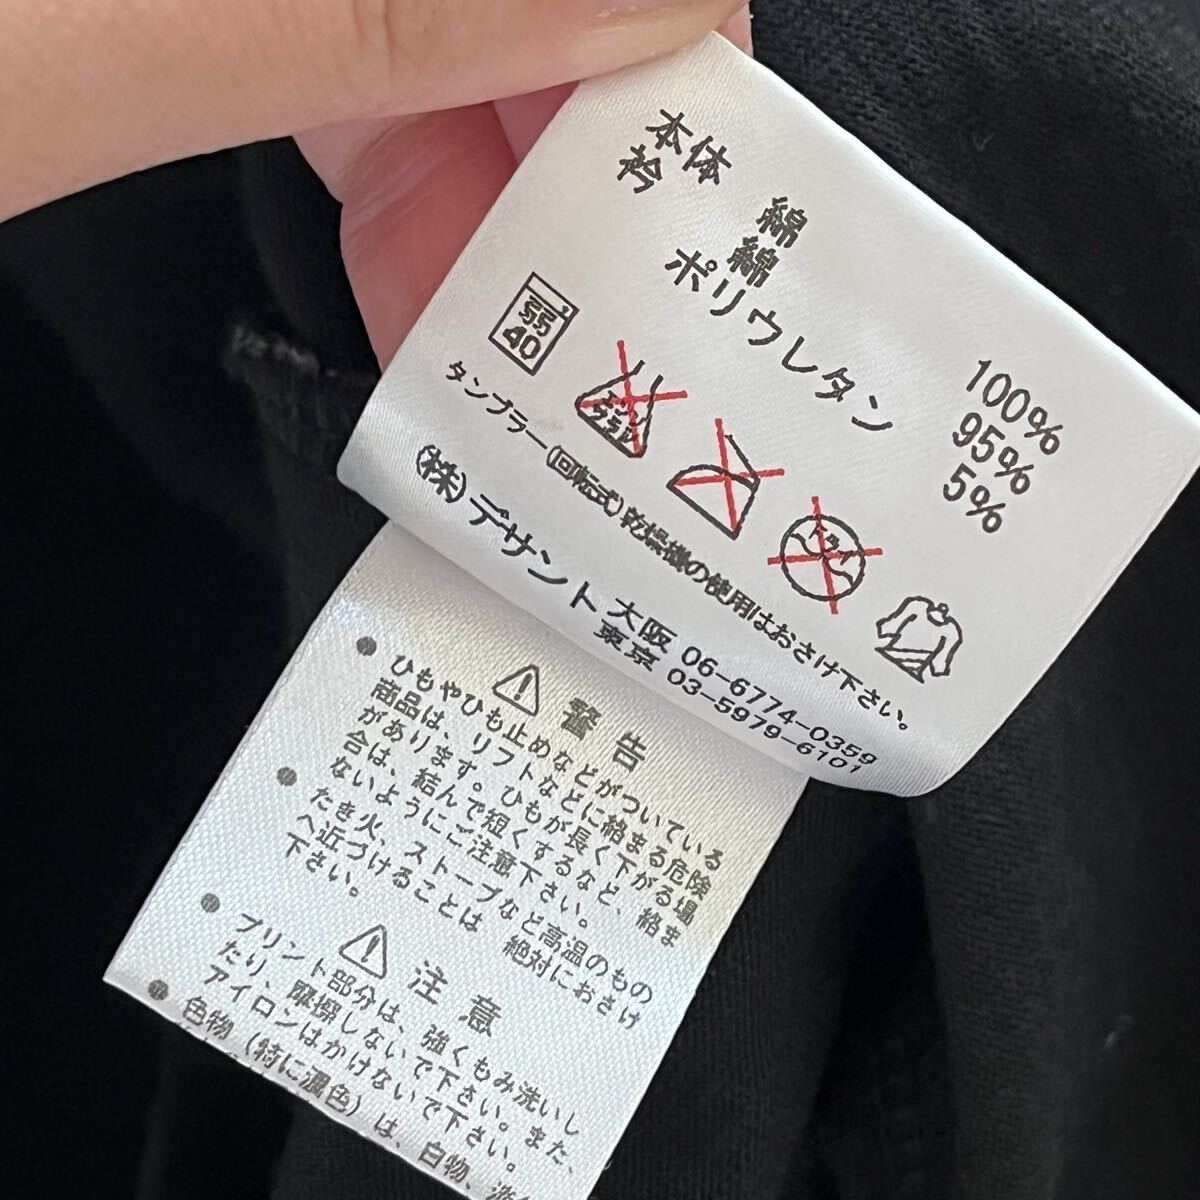 本体 綿 100%
衿 綿 95%
ポリウレタン 5%
弱
40
エンソ
サラシ
ドライ
タンブラー(回転式)乾燥機の使用はおさけ下さい。
(株)デサント 大阪 06-6774-0359
東京 03-5979-6101
警告
● ひもやひも止めなどがついている
商品は、リフトなどに絡まる危険
があります。ひもが長く下がる場
合は、結んで短くするなど、絡ま
ないようにご注意下さい。
● たき火、ストーブなど高温のもの
へ近づけることは 絶対におさけ
下さい。
注意
● プリント部分は、強くもみ洗いし
たり、摩擦しないで下さい。また、
アイロンはかけないで下さい。
● 色物(特に濃色)は、白物、淡